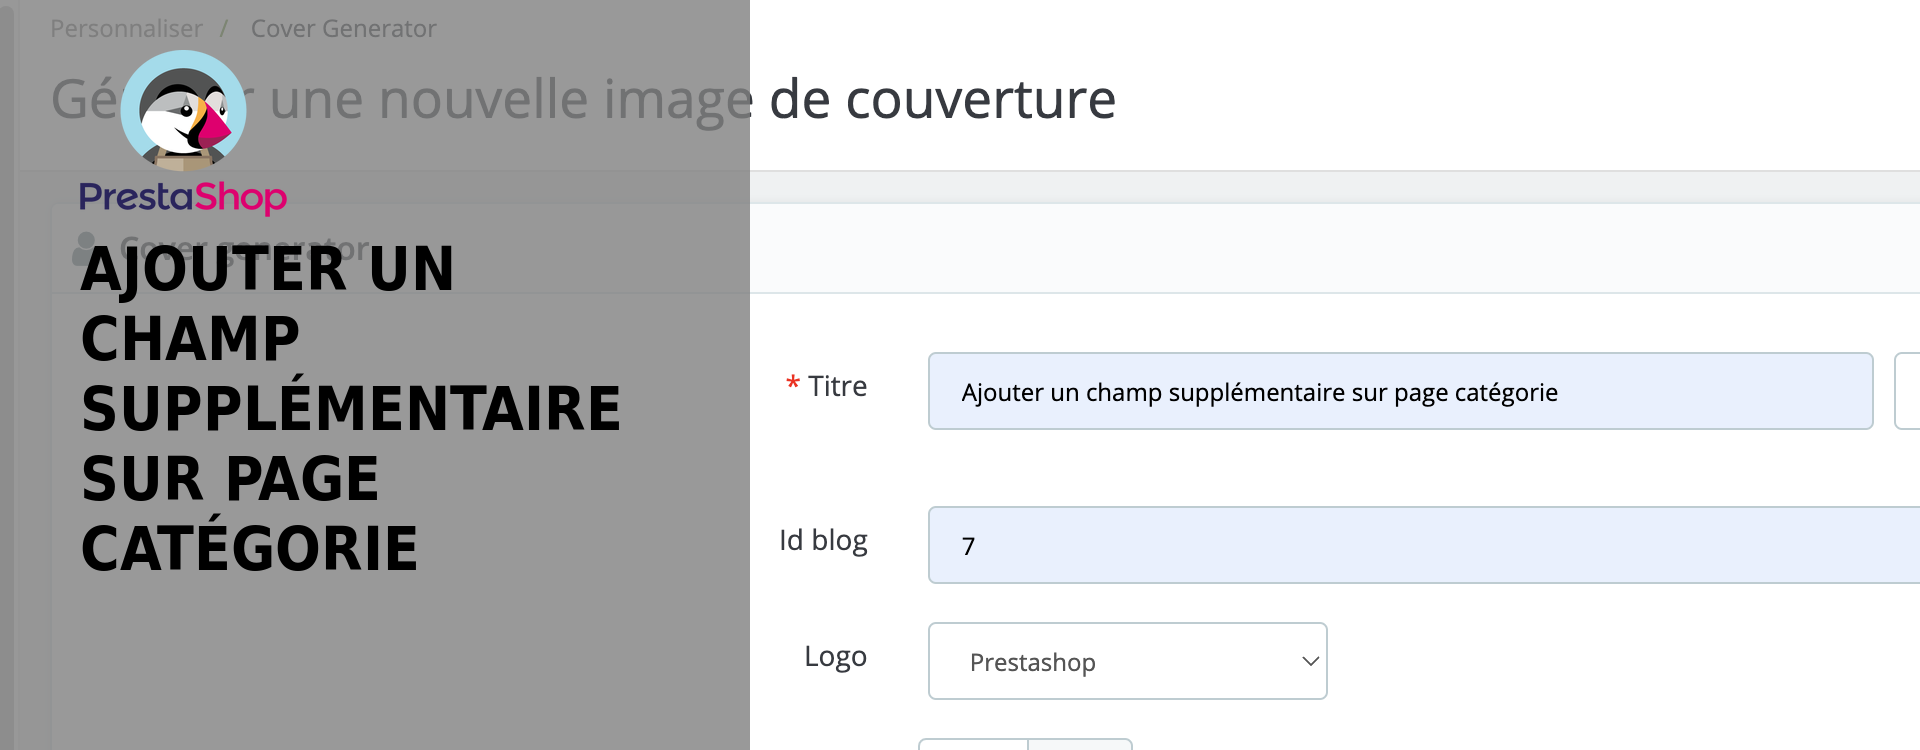 Personnaliser / Cover Generator
Gé r une nouvelle image de couverture
PrestaShop
Cover generator
AJOUTER UN
CHAMP
SUPPLÉMENTAIRE
SUR PAGE
CATÉGORIE
* Titre
Ajouter un champ supplémentaire sur page catégorie
Id blog
7
Logo
Prestashop